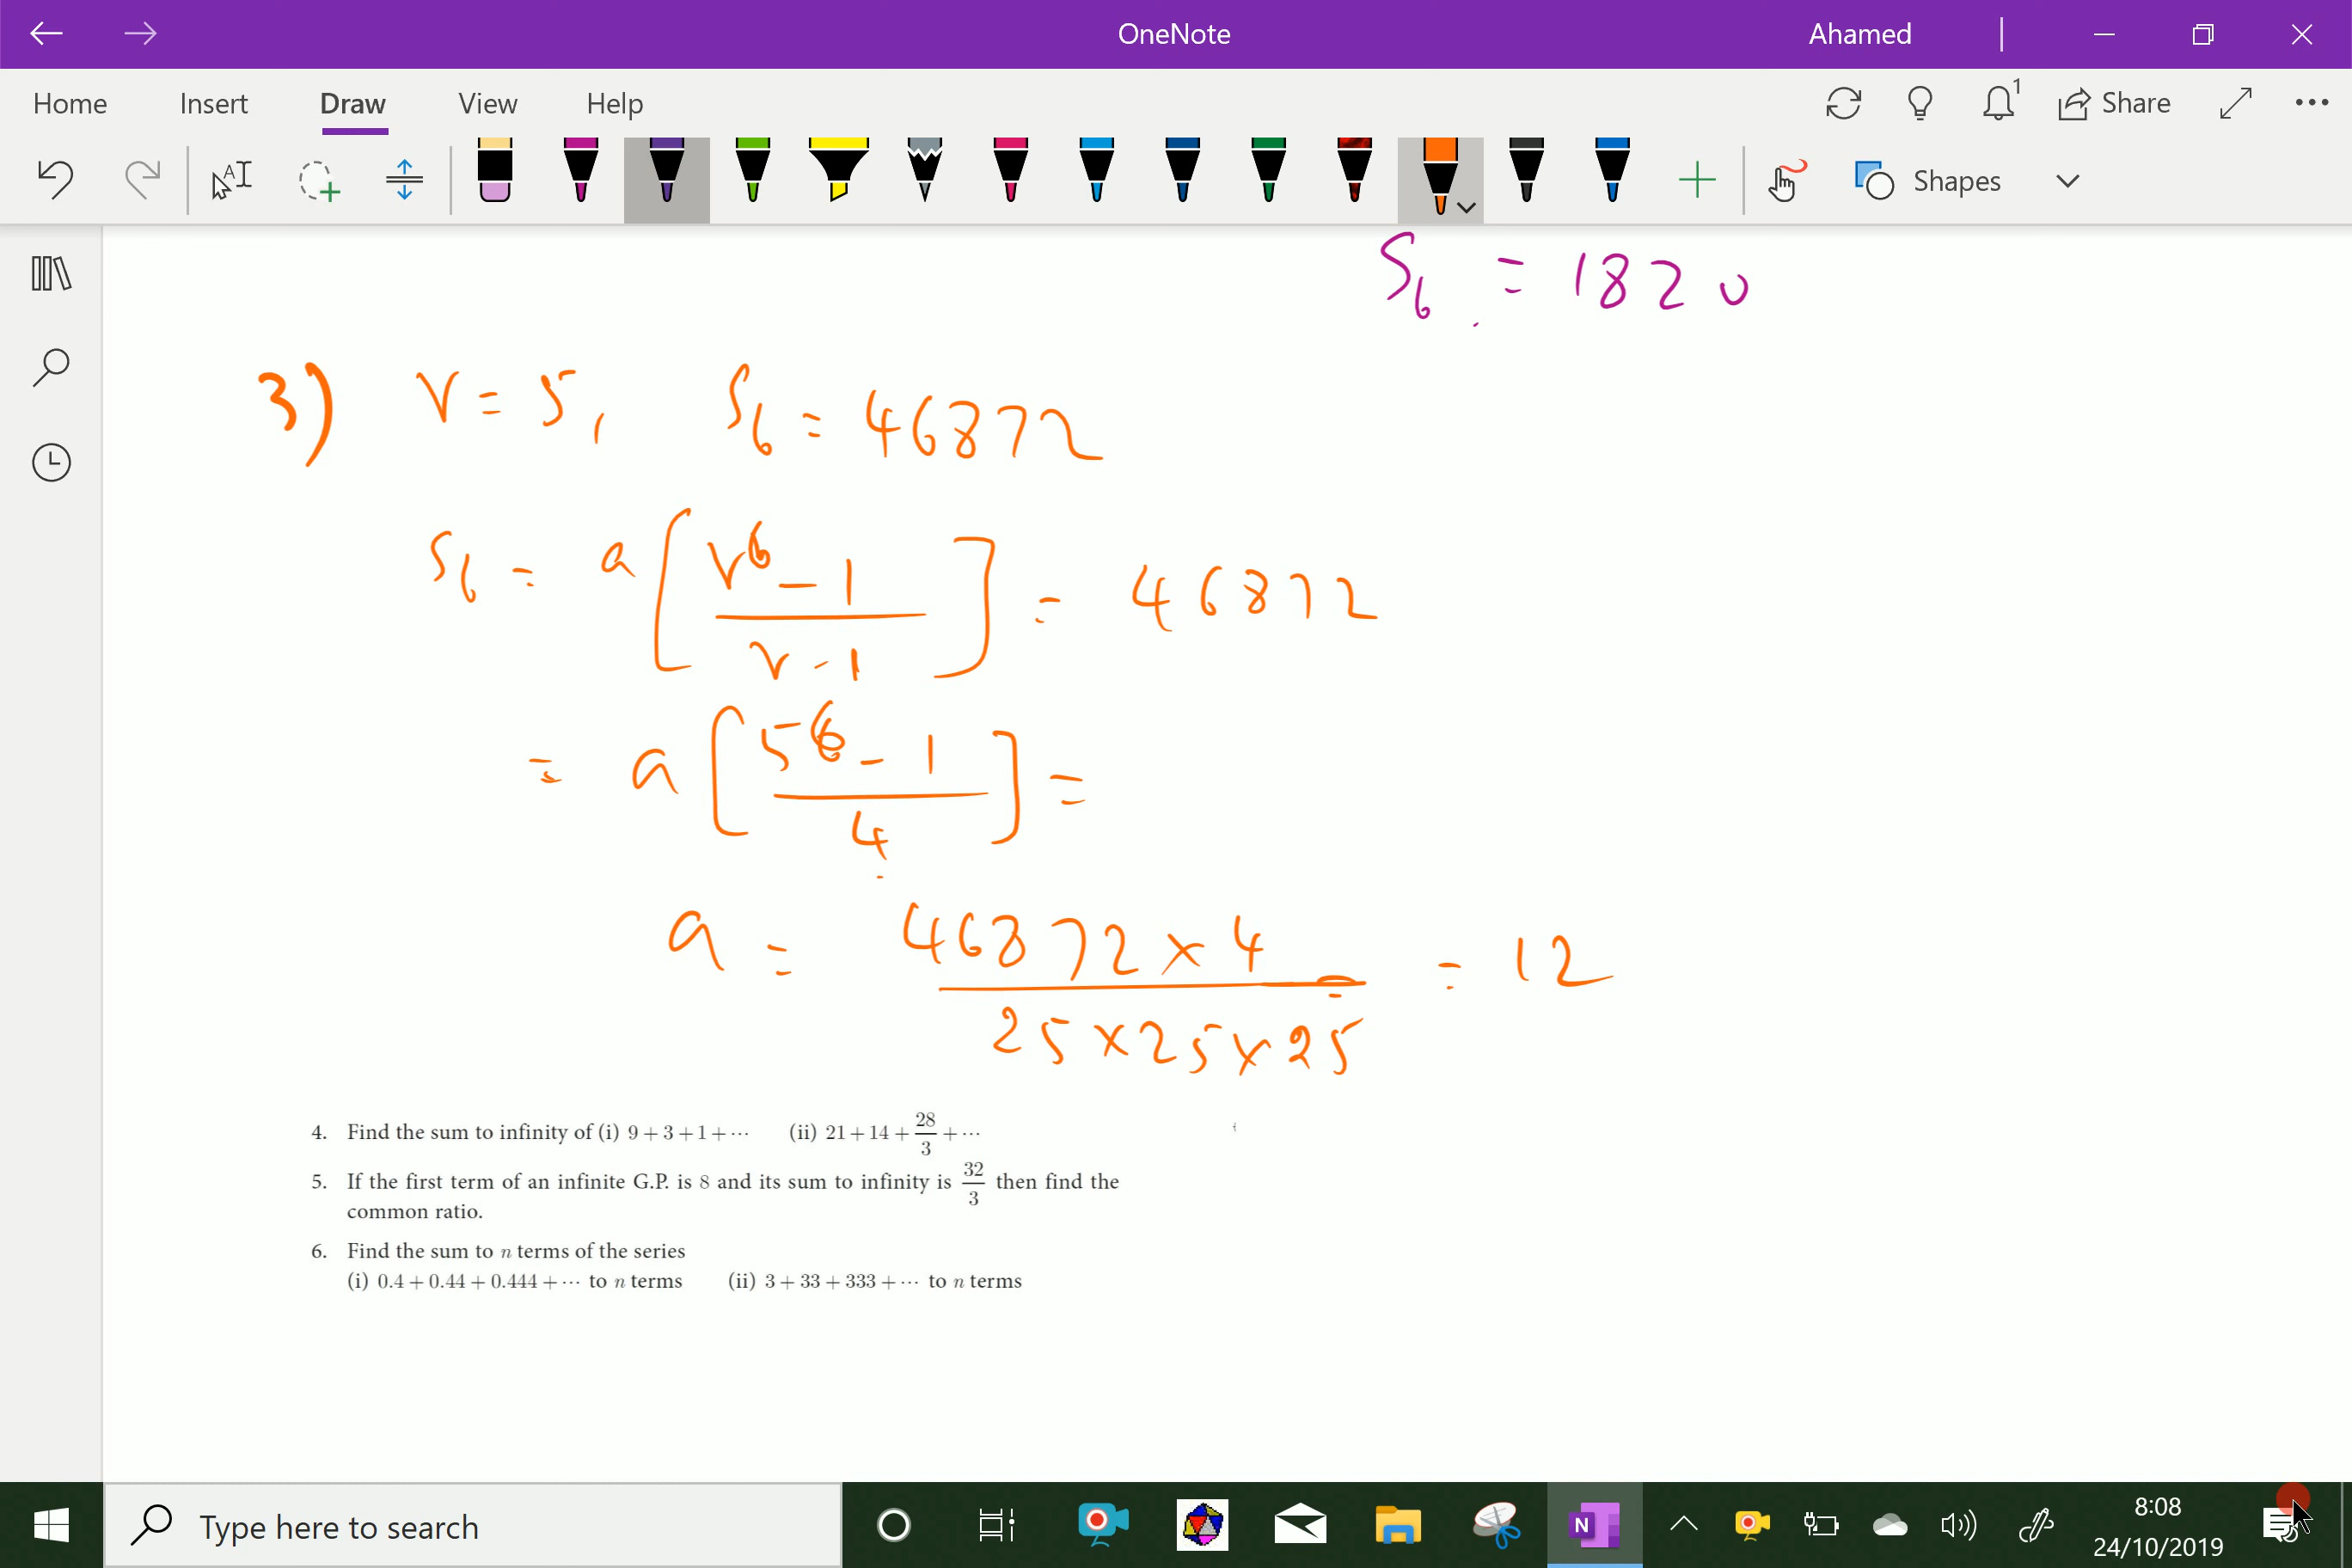 OneNote
Ahamed
Home Insert Draw View Help
1 Share
Shapes
S₆ = 1820
3) r = 5, S₆ = 46872
S₆ = a[(r⁶ - 1)/(r - 1)] = 46872
= a[(5⁶ - 1)/4] =
a = (46872 × 4)/(25 × 25 × 25) = 12
4. Find the sum to infinity of (i) 9 + 3 + 1 + ··· (ii) 21 + 14 + 28/3 + ···
5. If the first term of an infinite G.P. is 8 and its sum to infinity is 32/3 then find the
common ratio.
6. Find the sum to n terms of the series
(i) 0.4 + 0.44 + 0.444 + ··· to n terms (ii) 3 + 33 + 333 + ··· to n terms
Type here to search
8:08
24/10/2019